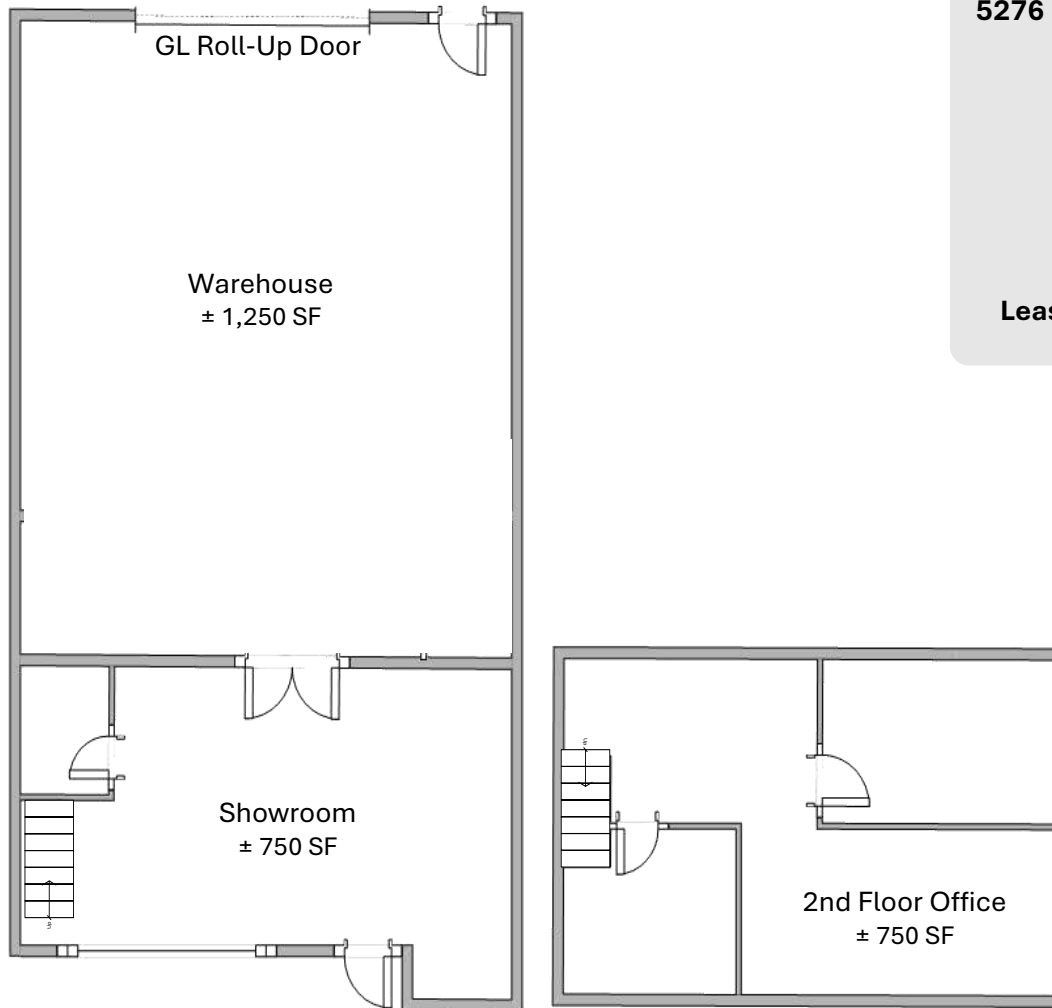 5276
GL Roll-Up Door
Warehouse
± 1,250 SF
Showroom
± 750 SF
2nd Floor Office
± 750 SF